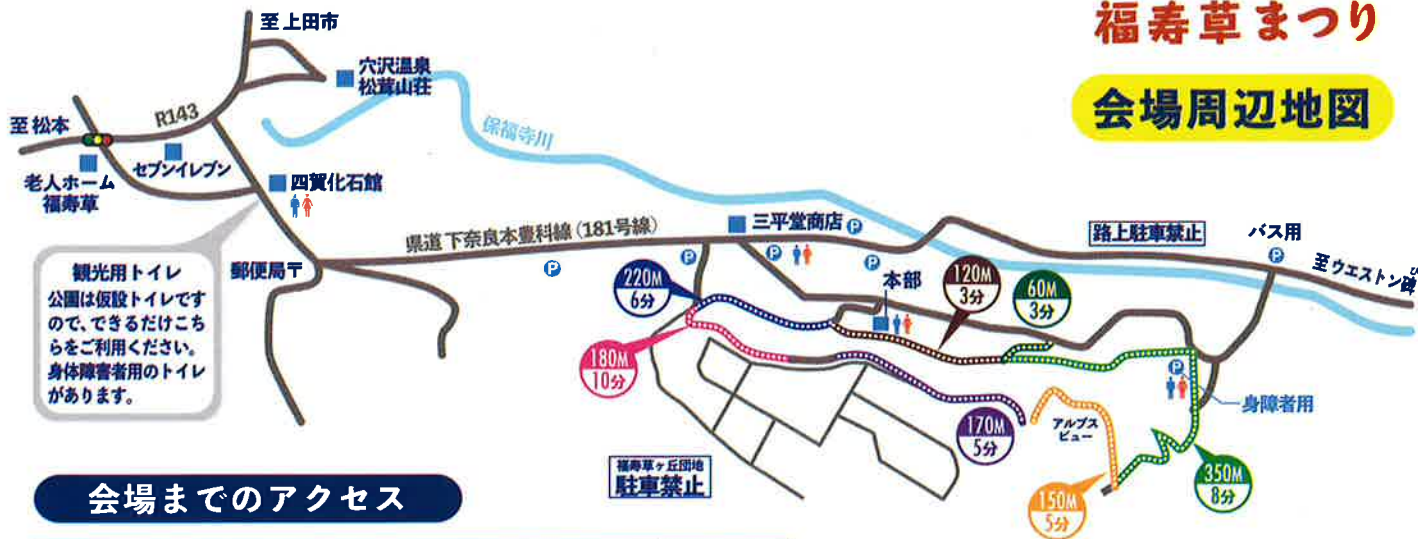 福寿草まつり
会場周辺地図
至上田市
穴沢温泉
松茸山荘
R143
至松本
保福寺川
セブンイレブン
老人ホーム
福寿草
四賀化石館
県道 下奈良本豊科線（181号線）
三平堂商店
P
路上駐車禁止
バス用
P
至ウエストン碑
ひ
観光用トイレ
公園は仮設トイレです
ので、できるだけこち
らをご利用ください。
身体障害者用のトイレ
があります。
郵便局〒
P
P
P
P
220M
6分
本部
120M
3分
60M
3分
180M
10分
P
身障者用
170M
5分
アルプス
ビュー
福寿草ヶ丘団地
駐車禁止
150M
5分
350M
8分
会場までのアクセス